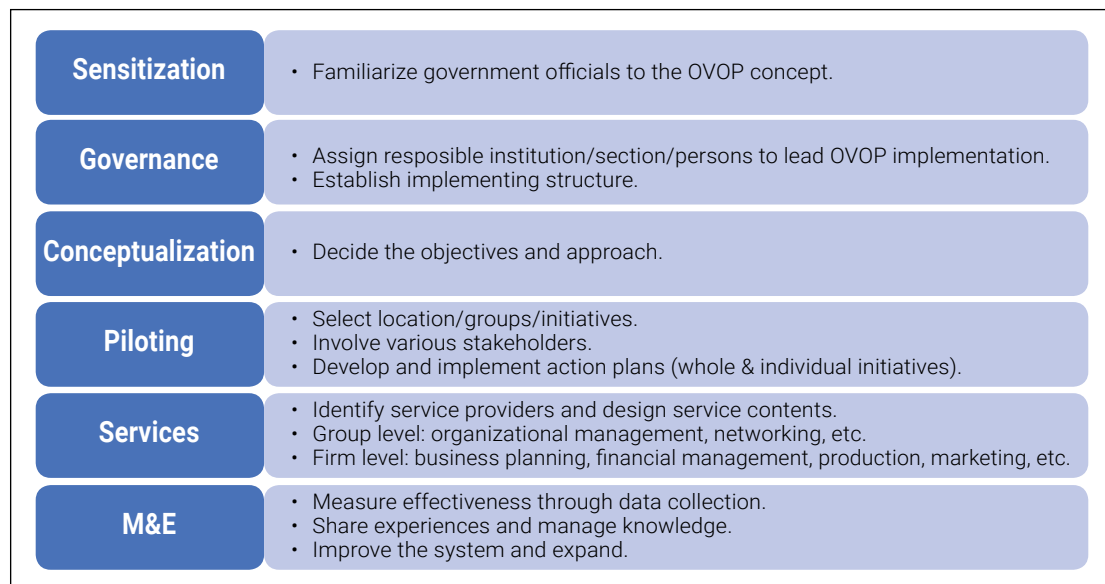 Sensitization
• Familiarize government officials to the OVOP concept.
Governance
• Assign resposible institution/section/persons to lead OVOP implementation.
• Establish implementing structure.
Conceptualization
• Decide the objectives and approach.
Piloting
• Select location/groups/initiatives.
• Involve various stakeholders.
• Develop and implement action plans (whole & individual initiatives).
Services
• Identify service providers and design service contents.
• Group level: organizational management, networking, etc.
• Firm level: business planning, financial management, production, marketing, etc.
M&E
• Measure effectiveness through data collection.
• Share experiences and manage knowledge.
• Improve the system and expand.